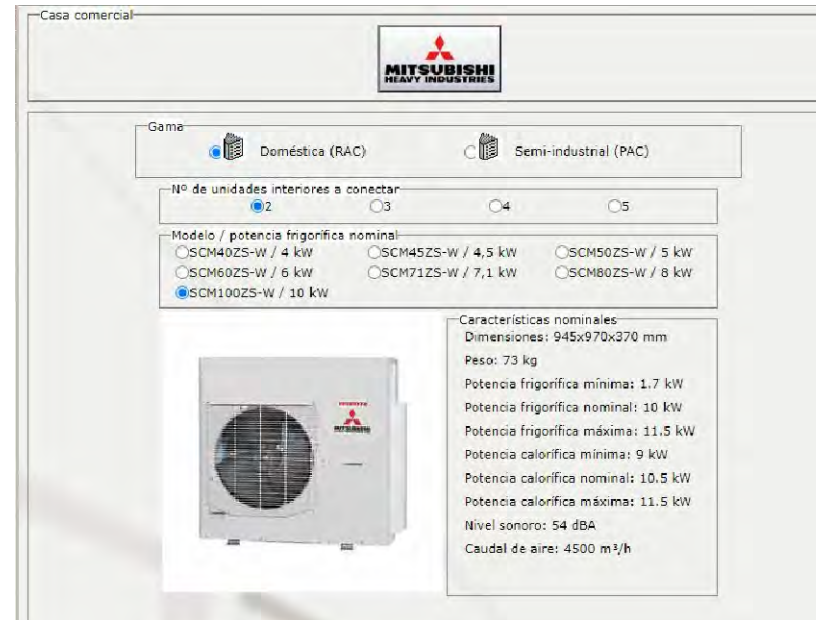 Casa comercial
MITSUBISHI
HEAVY INDUSTRIES
Gama
Doméstica (RAC) Semi-industrial (PAC)
Nº de unidades interiores a conectar
2 3 4 5
Modelo / potencia frigorífica nominal
SCM40ZS-W / 4 kW SCM45ZS-W / 4,5 kW SCM50ZS-W / 5 kW
SCM60ZS-W / 6 kW SCM71ZS-W / 7,1 kW SCM80ZS-W / 8 kW
SCM100ZS-W / 10 kW
Características nominales
Dimensiones: 945x970x370 mm
Peso: 73 kg
Potencia frigorífica mínima: 1.7 kW
Potencia frigorífica nominal: 10 kW
Potencia frigorífica máxima: 11.5 kW
Potencia calorífica mínima: 9 kW
Potencia calorífica nominal: 10.5 kW
Potencia calorífica máxima: 11.5 kW
Nivel sonoro: 54 dBA
Caudal de aire: 4500 m³/h
MITSUBISHI